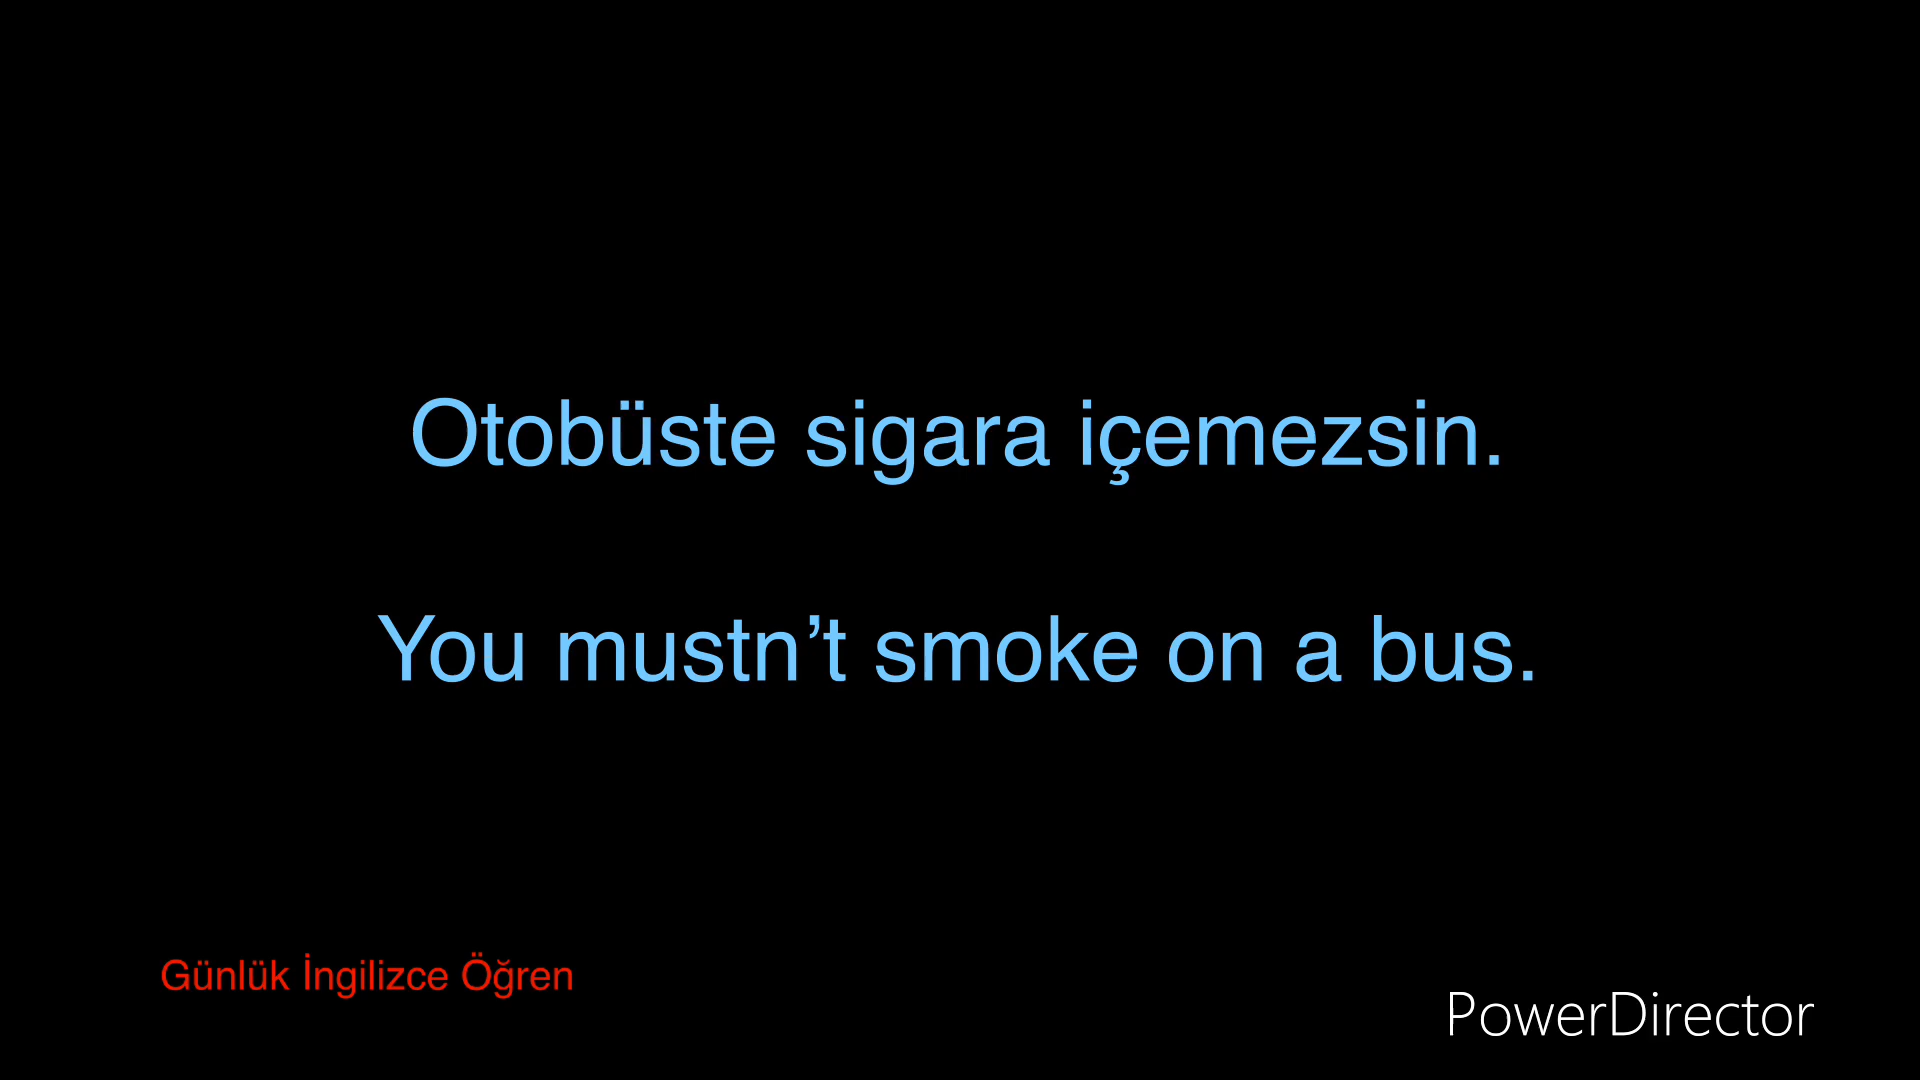 Otobüste sigara içemezsin.
You mustn’t smoke on a bus.
Günlük İngilizce Öğren
PowerDirector